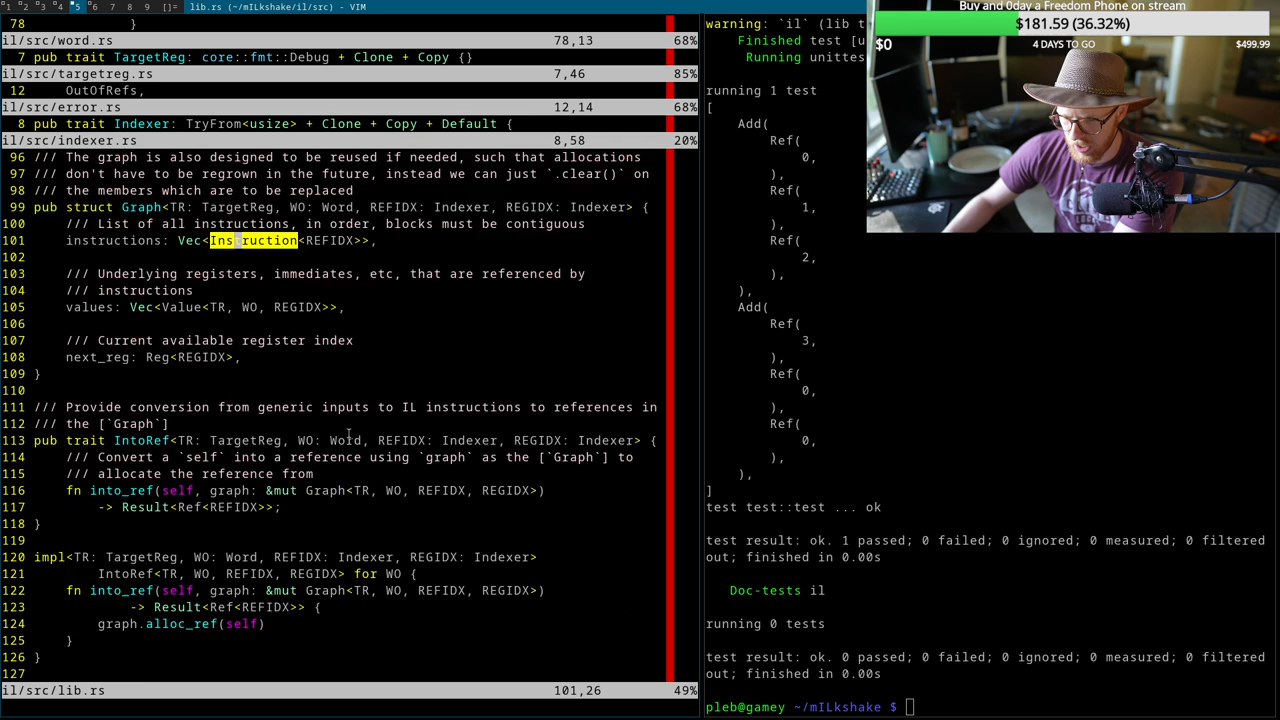 1 2 3 4 5 6 7 8 9 []= lib.rs (~/mILkshake/il/src) - VIM
78 }
il/src/word.rs 78,13 68%
7 pub trait TargetReg: core::fmt::Debug + Clone + Copy {}
il/src/targetreg.rs 7,46 85%
12 OutOfRefs,
il/src/error.rs 12,14 68%
8 pub trait Indexer: TryFrom<usize> + Clone + Copy + Default {
il/src/indexer.rs 8,58 20%
96 /// The graph is also designed to be reused if needed, such that allocations
97 /// don't have to be regrown in the future, instead we can just `.clear()` on
98 /// the members which are to be replaced
99 pub struct Graph<TR: TargetReg, WO: Word, REFIDX: Indexer, REGIDX: Indexer> {
100 /// List of all instructions, in order, blocks must be contiguous
101 instructions: Vec<Instruction<REFIDX>>,
102
103 /// Underlying registers, immediates, etc, that are referenced by
104 /// instructions
105 values: Vec<Value<TR, WO, REGIDX>>,
106
107 /// Current available register index
108 next_reg: Reg<REGIDX>,
109 }
110
111 /// Provide conversion from generic inputs to IL instructions to references in
112 /// the [`Graph`]
113 pub trait IntoRef<TR: TargetReg, WO: Word, REFIDX: Indexer, REGIDX: Indexer> {
114 /// Convert a `self` into a reference using `graph` as the [`Graph`] to
115 /// allocate the reference from
116 fn into_ref(self, graph: &mut Graph<TR, WO, REFIDX, REGIDX>)
117 -> Result<Ref<REFIDX>>;
118 }
119
120 impl<TR: TargetReg, WO: Word, REFIDX: Indexer, REGIDX: Indexer>
121 IntoRef<TR, WO, REFIDX, REGIDX> for WO {
122 fn into_ref(self, graph: &mut Graph<TR, WO, REFIDX, REGIDX>)
123 -> Result<Ref<REFIDX>> {
124 graph.alloc_ref(self)
125 }
126 }
127
il/src/lib.rs 101,26 49%
warning: `il` (lib t
Finished test [u
Running unittes
running 1 test
[
Add(
Ref(
0,
),
Ref(
1,
),
Ref(
2,
),
),
Add(
Ref(
3,
),
Ref(
0,
),
Ref(
0,
),
),
]
test test::test ... ok
test result: ok. 1 passed; 0 failed; 0 ignored; 0 measured; 0 filtered
out; finished in 0.00s
Doc-tests il
running 0 tests
test result: ok. 0 passed; 0 failed; 0 ignored; 0 measured; 0 filtered
out; finished in 0.00s
pleb@gamey ~/mILkshake $
Buy and 0day a Freedom Phone on stream
$181.59 (36.32%)
$0 4 DAYS TO GO $499.99